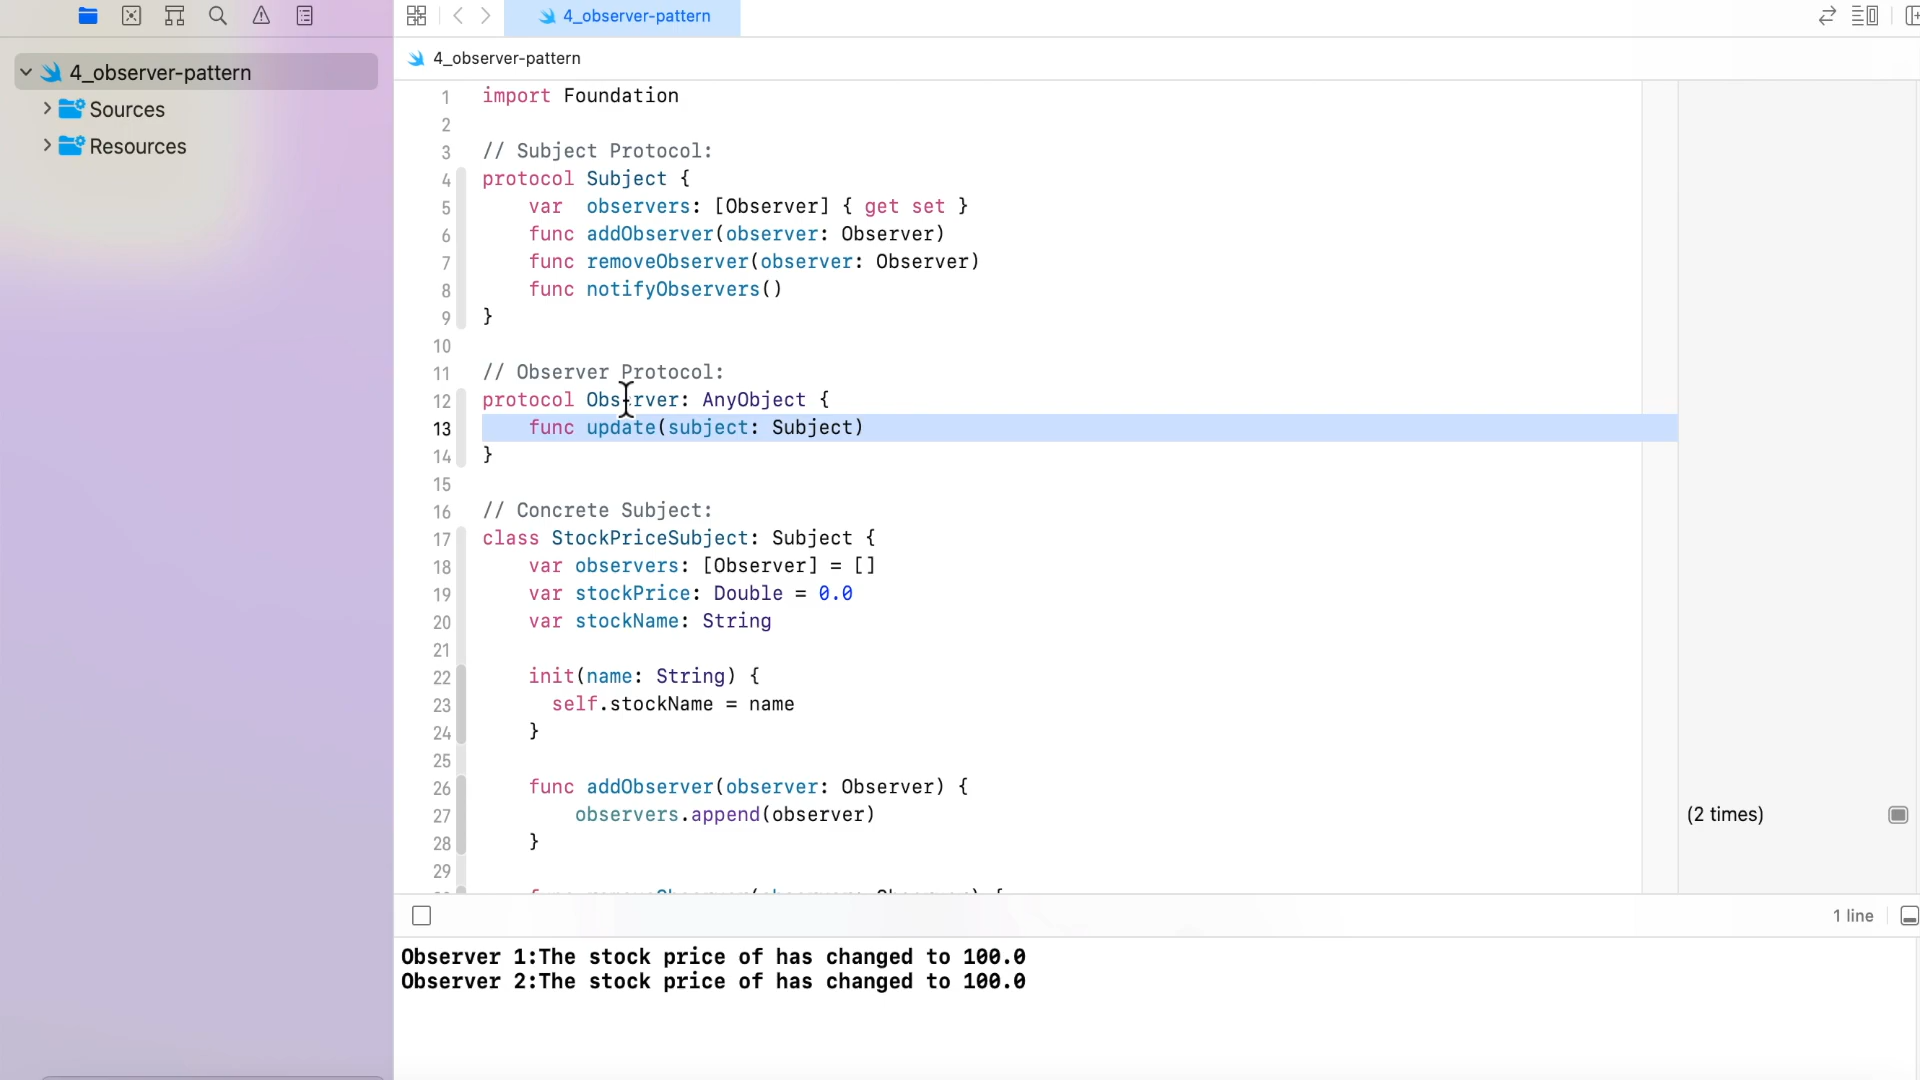 4_observer-pattern
4_observer-pattern
4_observer-pattern
Sources
Resources
1 import Foundation
2
3 // Subject Protocol:
4 protocol Subject {
5 var  observers: [Observer] { get set }
6 func addObserver(observer: Observer)
7 func removeObserver(observer: Observer)
8 func notifyObservers()
9 }
10
11 // Observer Protocol:
12 protocol Observer: AnyObject {
13 func update(subject: Subject)
14 }
15
16 // Concrete Subject:
17 class StockPriceSubject: Subject {
18 var observers: [Observer] = []
19 var stockPrice: Double = 0.0
20 var stockName: String
21
22 init(name: String) {
23 self.stockName = name
24 }
25
26 func addObserver(observer: Observer) {
27 observers.append(observer)
(2 times)
28 }
29
1 line
Observer 1:The stock price of has changed to 100.0
Observer 2:The stock price of has changed to 100.0